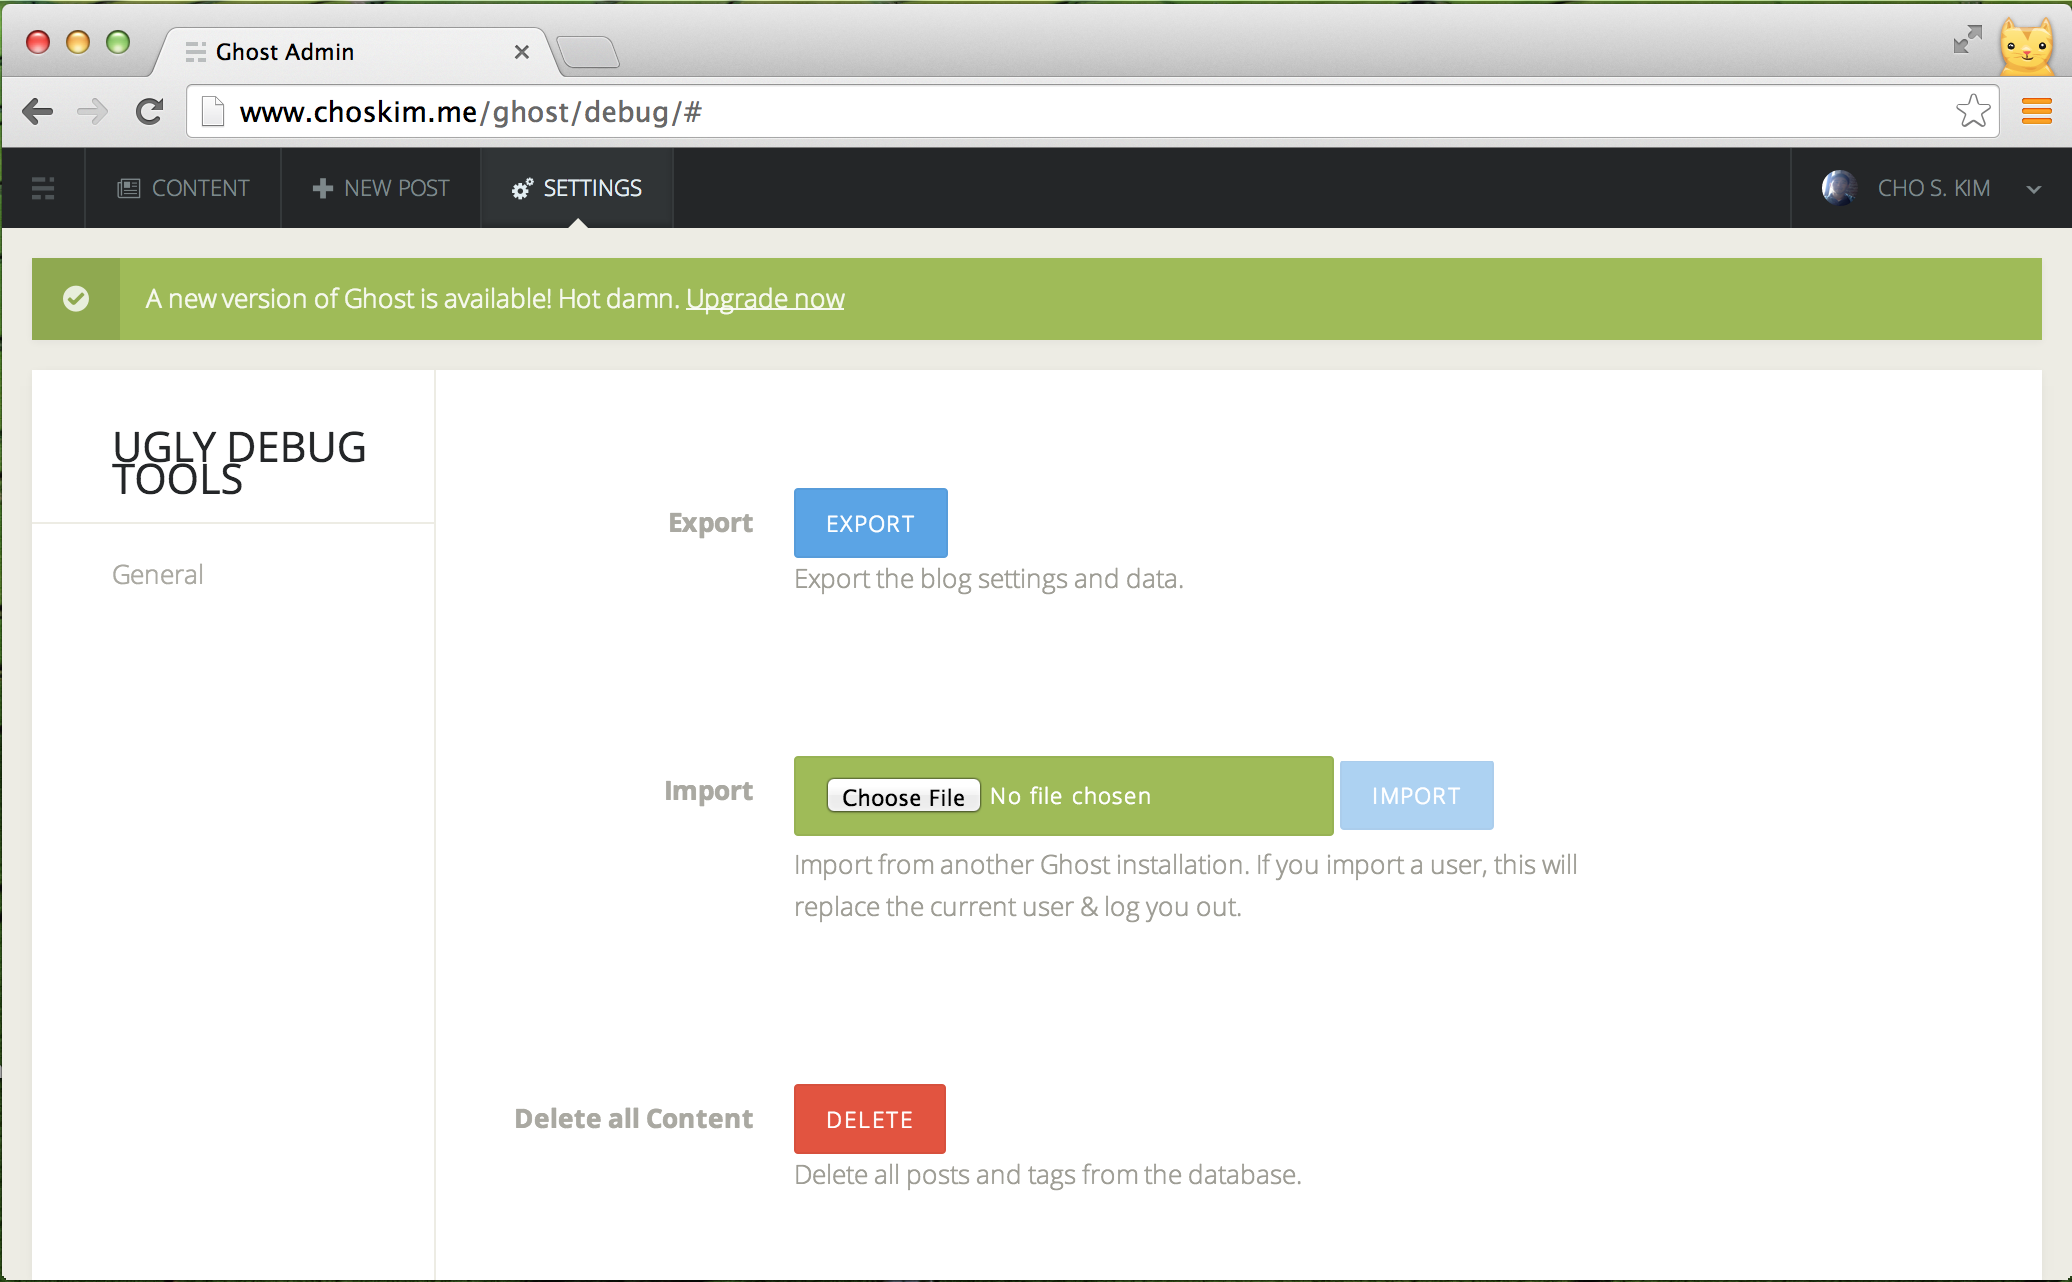 Ghost Admin
www.choskim.me/ghost/debug/#
CONTENT
NEW POST
SETTINGS
CHO S. KIM
A new version of Ghost is available! Hot damn. Upgrade now
UGLY DEBUG
TOOLS
General
Export
EXPORT
Export the blog settings and data.
Import
Choose File No file chosen
IMPORT
Import from another Ghost installation. If you import a user, this will
replace the current user & log you out.
Delete all Content
DELETE
Delete all posts and tags from the database.